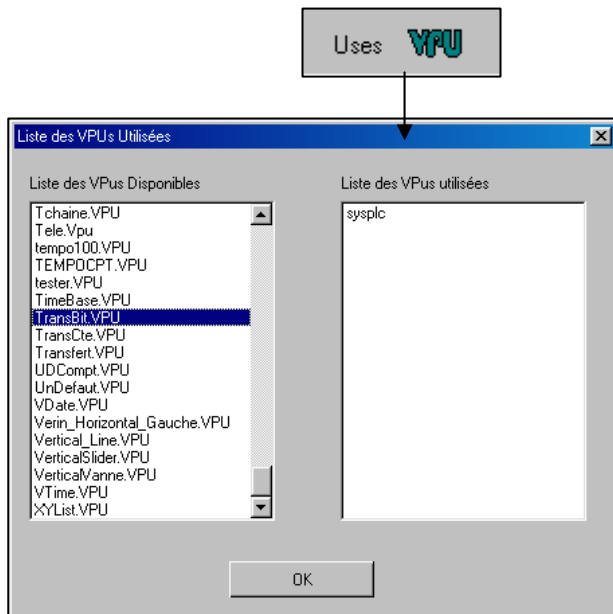 Uses VPU
Liste des VPUs Utilisées
Liste des VPus Disponibles
Tchaine.VPU
Tele.Vpu
tempo100.VPU
TEMPOCPT.VPU
tester.VPU
TimeBase.VPU
TransBit.VPU
TransCte.VPU
Transfert.VPU
UDCompt.VPU
UnDefaut.VPU
VDate.VPU
Verin_Horizontal_Gauche.VPU
Vertical_Line.VPU
VerticalSlider.VPU
VerticalVanne.VPU
VTime.VPU
XYList.VPU
Liste des VPus utilisées
sysplc
OK